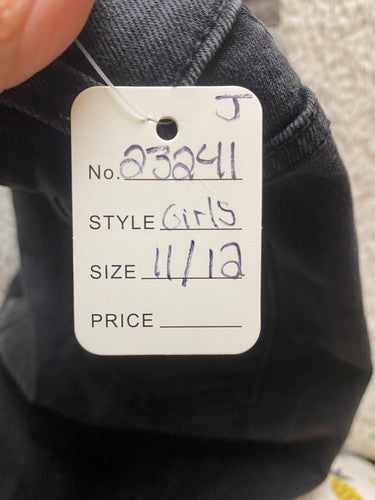 J
No. 23241
STYLE Girls
SIZE 11/12
PRICE